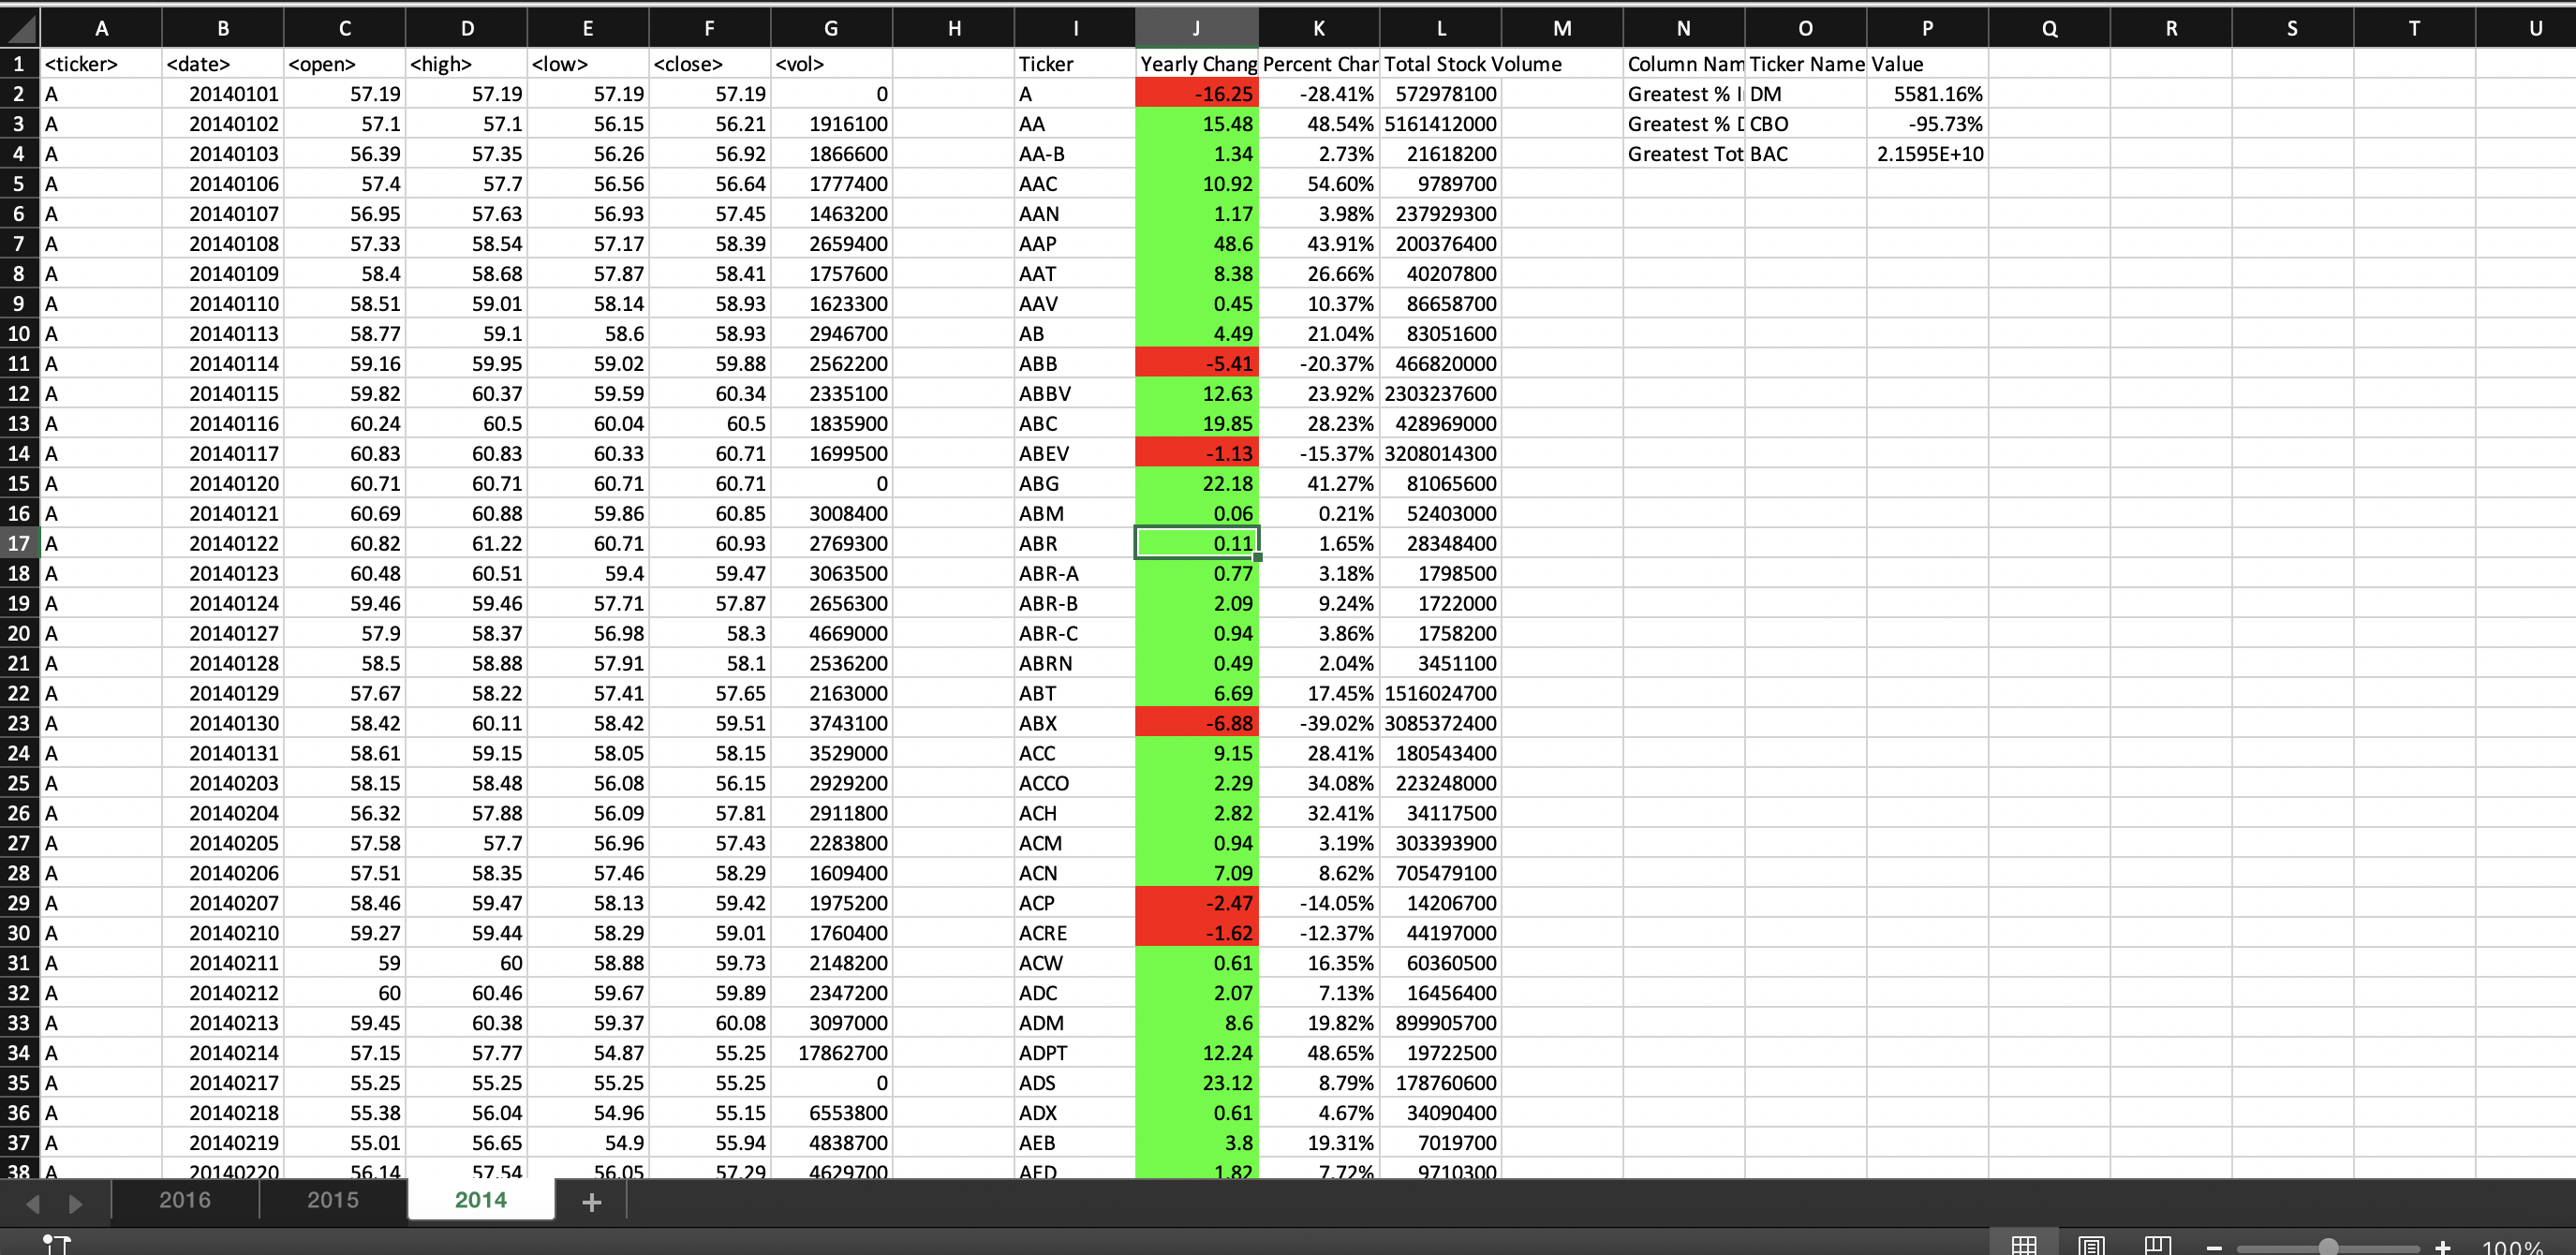 A B C D E F G H I J K L M N O P Q R S T U
1 <ticker> <date> <open> <high> <low> <close> <vol> Ticker Yearly Chang Percent Char Total Stock Volume Column Nam Ticker Name Value
2 A 20140101 57.19 57.19 57.19 57.19 0 A -16.25 -28.41% 572978100 Greatest % I DM 5581.16%
3 A 20140102 57.1 57.1 56.15 56.21 1916100 AA 15.48 48.54% 5161412000 Greatest % D CBO -95.73%
4 A 20140103 56.39 57.35 56.26 56.92 1866600 AA-B 1.34 2.73% 21618200 Greatest Tot BAC 2.1595E+10
5 A 20140106 57.4 57.7 56.56 56.64 1777400 AAC 10.92 54.60% 9789700
6 A 20140107 56.95 57.63 56.93 57.45 1463200 AAN 1.17 3.98% 237929300
7 A 20140108 57.33 58.54 57.17 58.39 2659400 AAP 48.6 43.91% 200376400
8 A 20140109 58.4 58.68 57.87 58.41 1757600 AAT 8.38 26.66% 40207800
9 A 20140110 58.51 59.01 58.14 58.93 1623300 AAV 0.45 10.37% 86658700
10 A 20140113 58.77 59.1 58.6 58.93 2946700 AB 4.49 21.04% 83051600
11 A 20140114 59.16 59.95 59.02 59.88 2562200 ABB -5.41 -20.37% 466820000
12 A 20140115 59.82 60.37 59.59 60.34 2335100 ABBV 12.63 23.92% 2303237600
13 A 20140116 60.24 60.5 60.04 60.5 1835900 ABC 19.85 28.23% 428969000
14 A 20140117 60.83 60.83 60.33 60.71 1699500 ABEV -1.13 -15.37% 3208014300
15 A 20140120 60.71 60.71 60.71 60.71 0 ABG 22.18 41.27% 81065600
16 A 20140121 60.69 60.88 59.86 60.85 3008400 ABM 0.06 0.21% 52403000
17 A 20140122 60.82 61.22 60.71 60.93 2769300 ABR 0.11 1.65% 28348400
18 A 20140123 60.48 60.51 59.4 59.47 3063500 ABR-A 0.77 3.18% 1798500
19 A 20140124 59.46 59.46 57.71 57.87 2656300 ABR-B 2.09 9.24% 1722000
20 A 20140127 57.9 58.37 56.98 58.3 4669000 ABR-C 0.94 3.86% 1758200
21 A 20140128 58.5 58.88 57.91 58.1 2536200 ABRN 0.49 2.04% 3451100
22 A 20140129 57.67 58.22 57.41 57.65 2163000 ABT 6.69 17.45% 1516024700
23 A 20140130 58.42 60.11 58.42 59.51 3743100 ABX -6.88 -39.02% 3085372400
24 A 20140131 58.61 59.15 58.05 58.15 3529000 ACC 9.15 28.41% 180543400
25 A 20140203 58.15 58.48 56.08 56.15 2929200 ACCO 2.29 34.08% 223248000
26 A 20140204 56.32 57.88 56.09 57.81 2911800 ACH 2.82 32.41% 34117500
27 A 20140205 57.58 57.7 56.96 57.43 2283800 ACM 0.94 3.19% 303393900
28 A 20140206 57.51 58.35 57.46 58.29 1609400 ACN 7.09 8.62% 705479100
29 A 20140207 58.46 59.47 58.13 59.42 1975200 ACP -2.47 -14.05% 14206700
30 A 20140210 59.27 59.44 58.29 59.01 1760400 ACRE -1.62 -12.37% 44197000
31 A 20140211 59 60 58.88 59.73 2148200 ACW 0.61 16.35% 60360500
32 A 20140212 60 60.46 59.67 59.89 2347200 ADC 2.07 7.13% 16456400
33 A 20140213 59.45 60.38 59.37 60.08 3097000 ADM 8.6 19.82% 899905700
34 A 20140214 57.15 57.77 54.87 55.25 17862700 ADPT 12.24 48.65% 19722500
35 A 20140217 55.25 55.25 55.25 55.25 0 ADS 23.12 8.79% 178760600
36 A 20140218 55.38 56.04 54.96 55.15 6553800 ADX 0.61 4.67% 34090400
37 A 20140219 55.01 56.65 54.9 55.94 4838700 AEB 3.8 19.31% 7019700
38 A 20140220 56.14 57.54 56.05 57.29 4629700 AED 1.82 7.72% 9710300
2016 2015 2014 +
100%